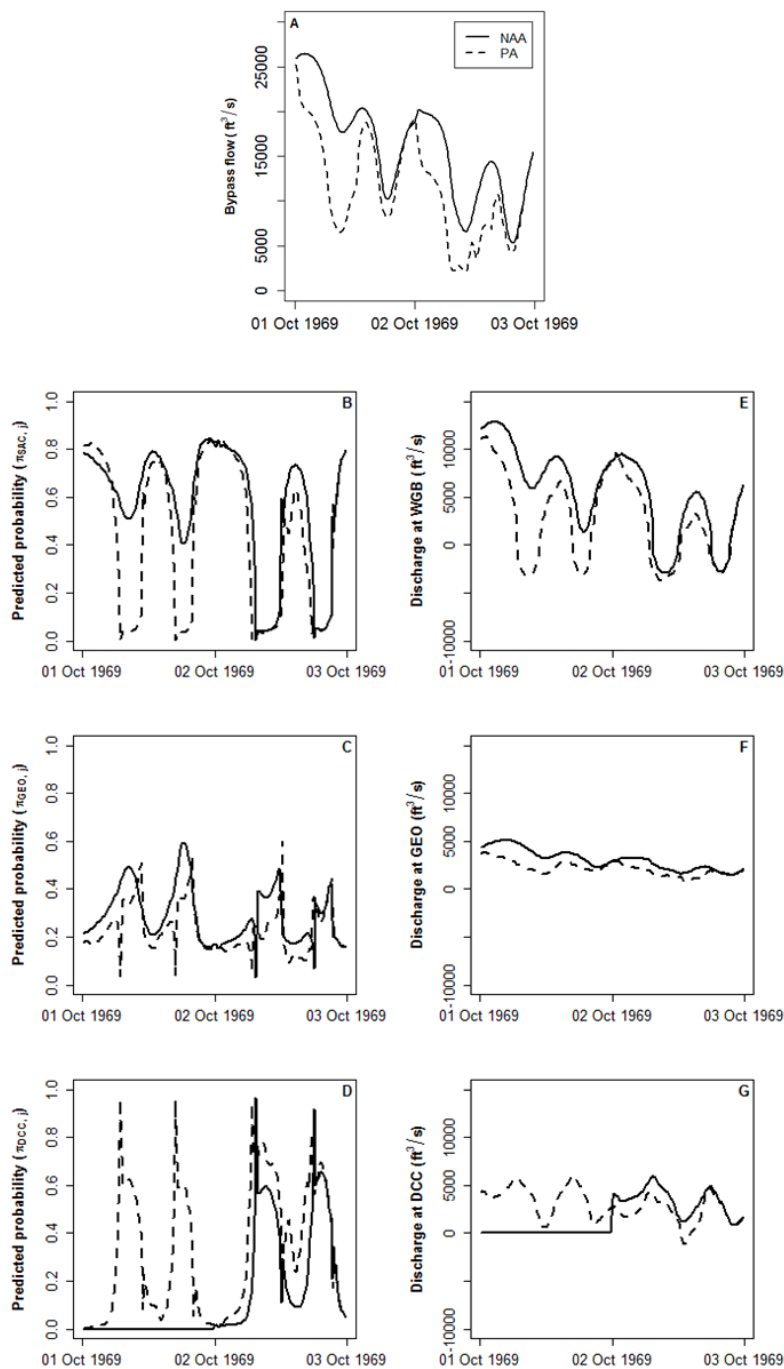 A
NAA
PA
Bypass flow ( ft³/s)
25000
15000
5000
0
01 Oct 1969
02 Oct 1969
03 Oct 1969
B
Predicted probability ( πSAC, j)
1.0
0.8
0.6
0.4
0.2
0.0
01 Oct 1969
02 Oct 1969
03 Oct 1969
E
Discharge at WGB (ft³/s)
10000
5000
0
-10000
01 Oct 1969
02 Oct 1969
03 Oct 1969
C
Predicted probability ( πGEO, j)
1.0
0.8
0.6
0.4
0.2
0.0
01 Oct 1969
02 Oct 1969
03 Oct 1969
F
Discharge at GEO (ft³/s)
10000
5000
0
-10000
01 Oct 1969
02 Oct 1969
03 Oct 1969
D
Predicted probability ( πDCC, j)
1.0
0.8
0.6
0.4
0.2
0.0
01 Oct 1969
02 Oct 1969
03 Oct 1969
G
Discharge at DCC (ft³/s)
10000
5000
0
-10000
01 Oct 1969
02 Oct 1969
03 Oct 1969